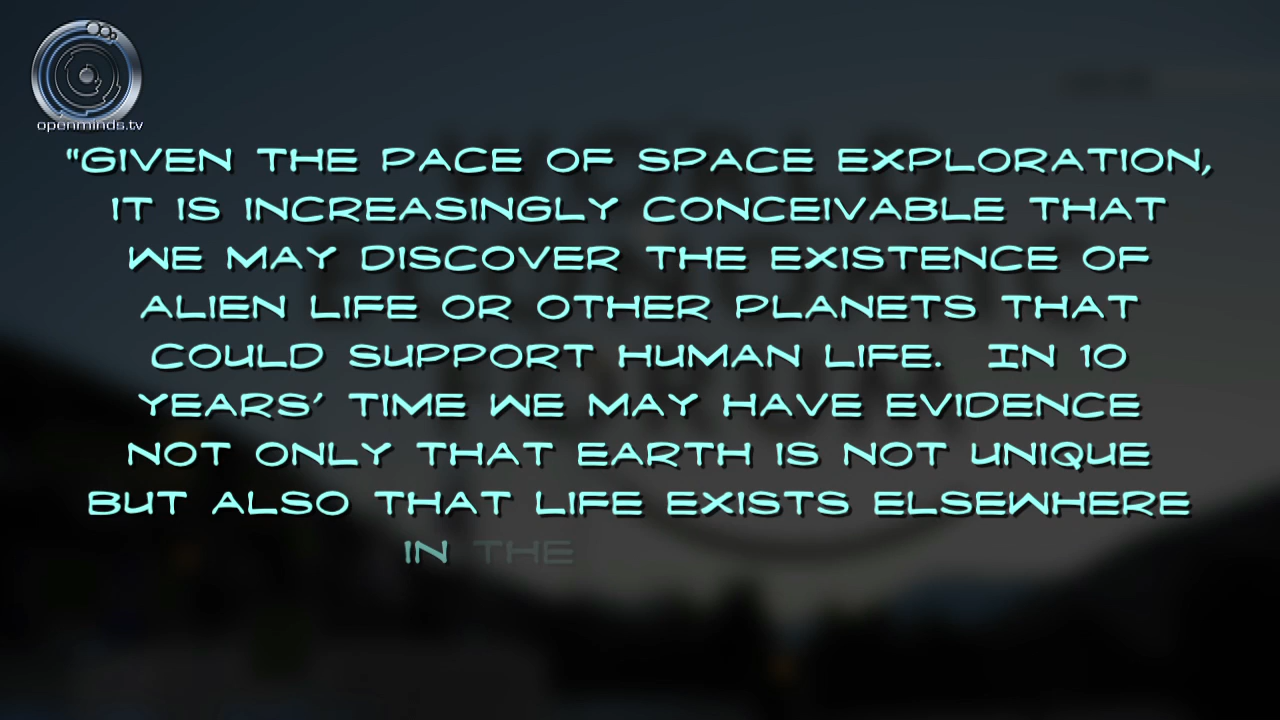 openminds.tv
"GIVEN THE PACE OF SPACE EXPLORATION,
IT IS INCREASINGLY CONCEIVABLE THAT
WE MAY DISCOVER THE EXISTENCE OF
ALIEN LIFE OR OTHER PLANETS THAT
COULD SUPPORT HUMAN LIFE. IN 10
YEARS' TIME WE MAY HAVE EVIDENCE
NOT ONLY THAT EARTH IS NOT UNIQUE
BUT ALSO THAT LIFE EXISTS ELSEWHERE
IN THE